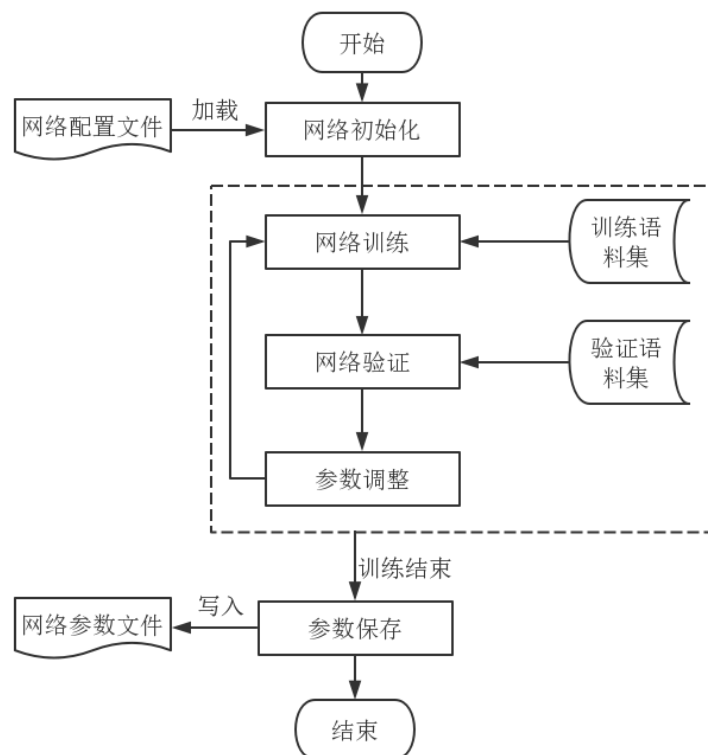 开始
加载
网络配置文件
网络初始化
网络训练
训练语
料集
网络验证
验证语
料集
参数调整
训练结束
写入
网络参数文件
参数保存
结束